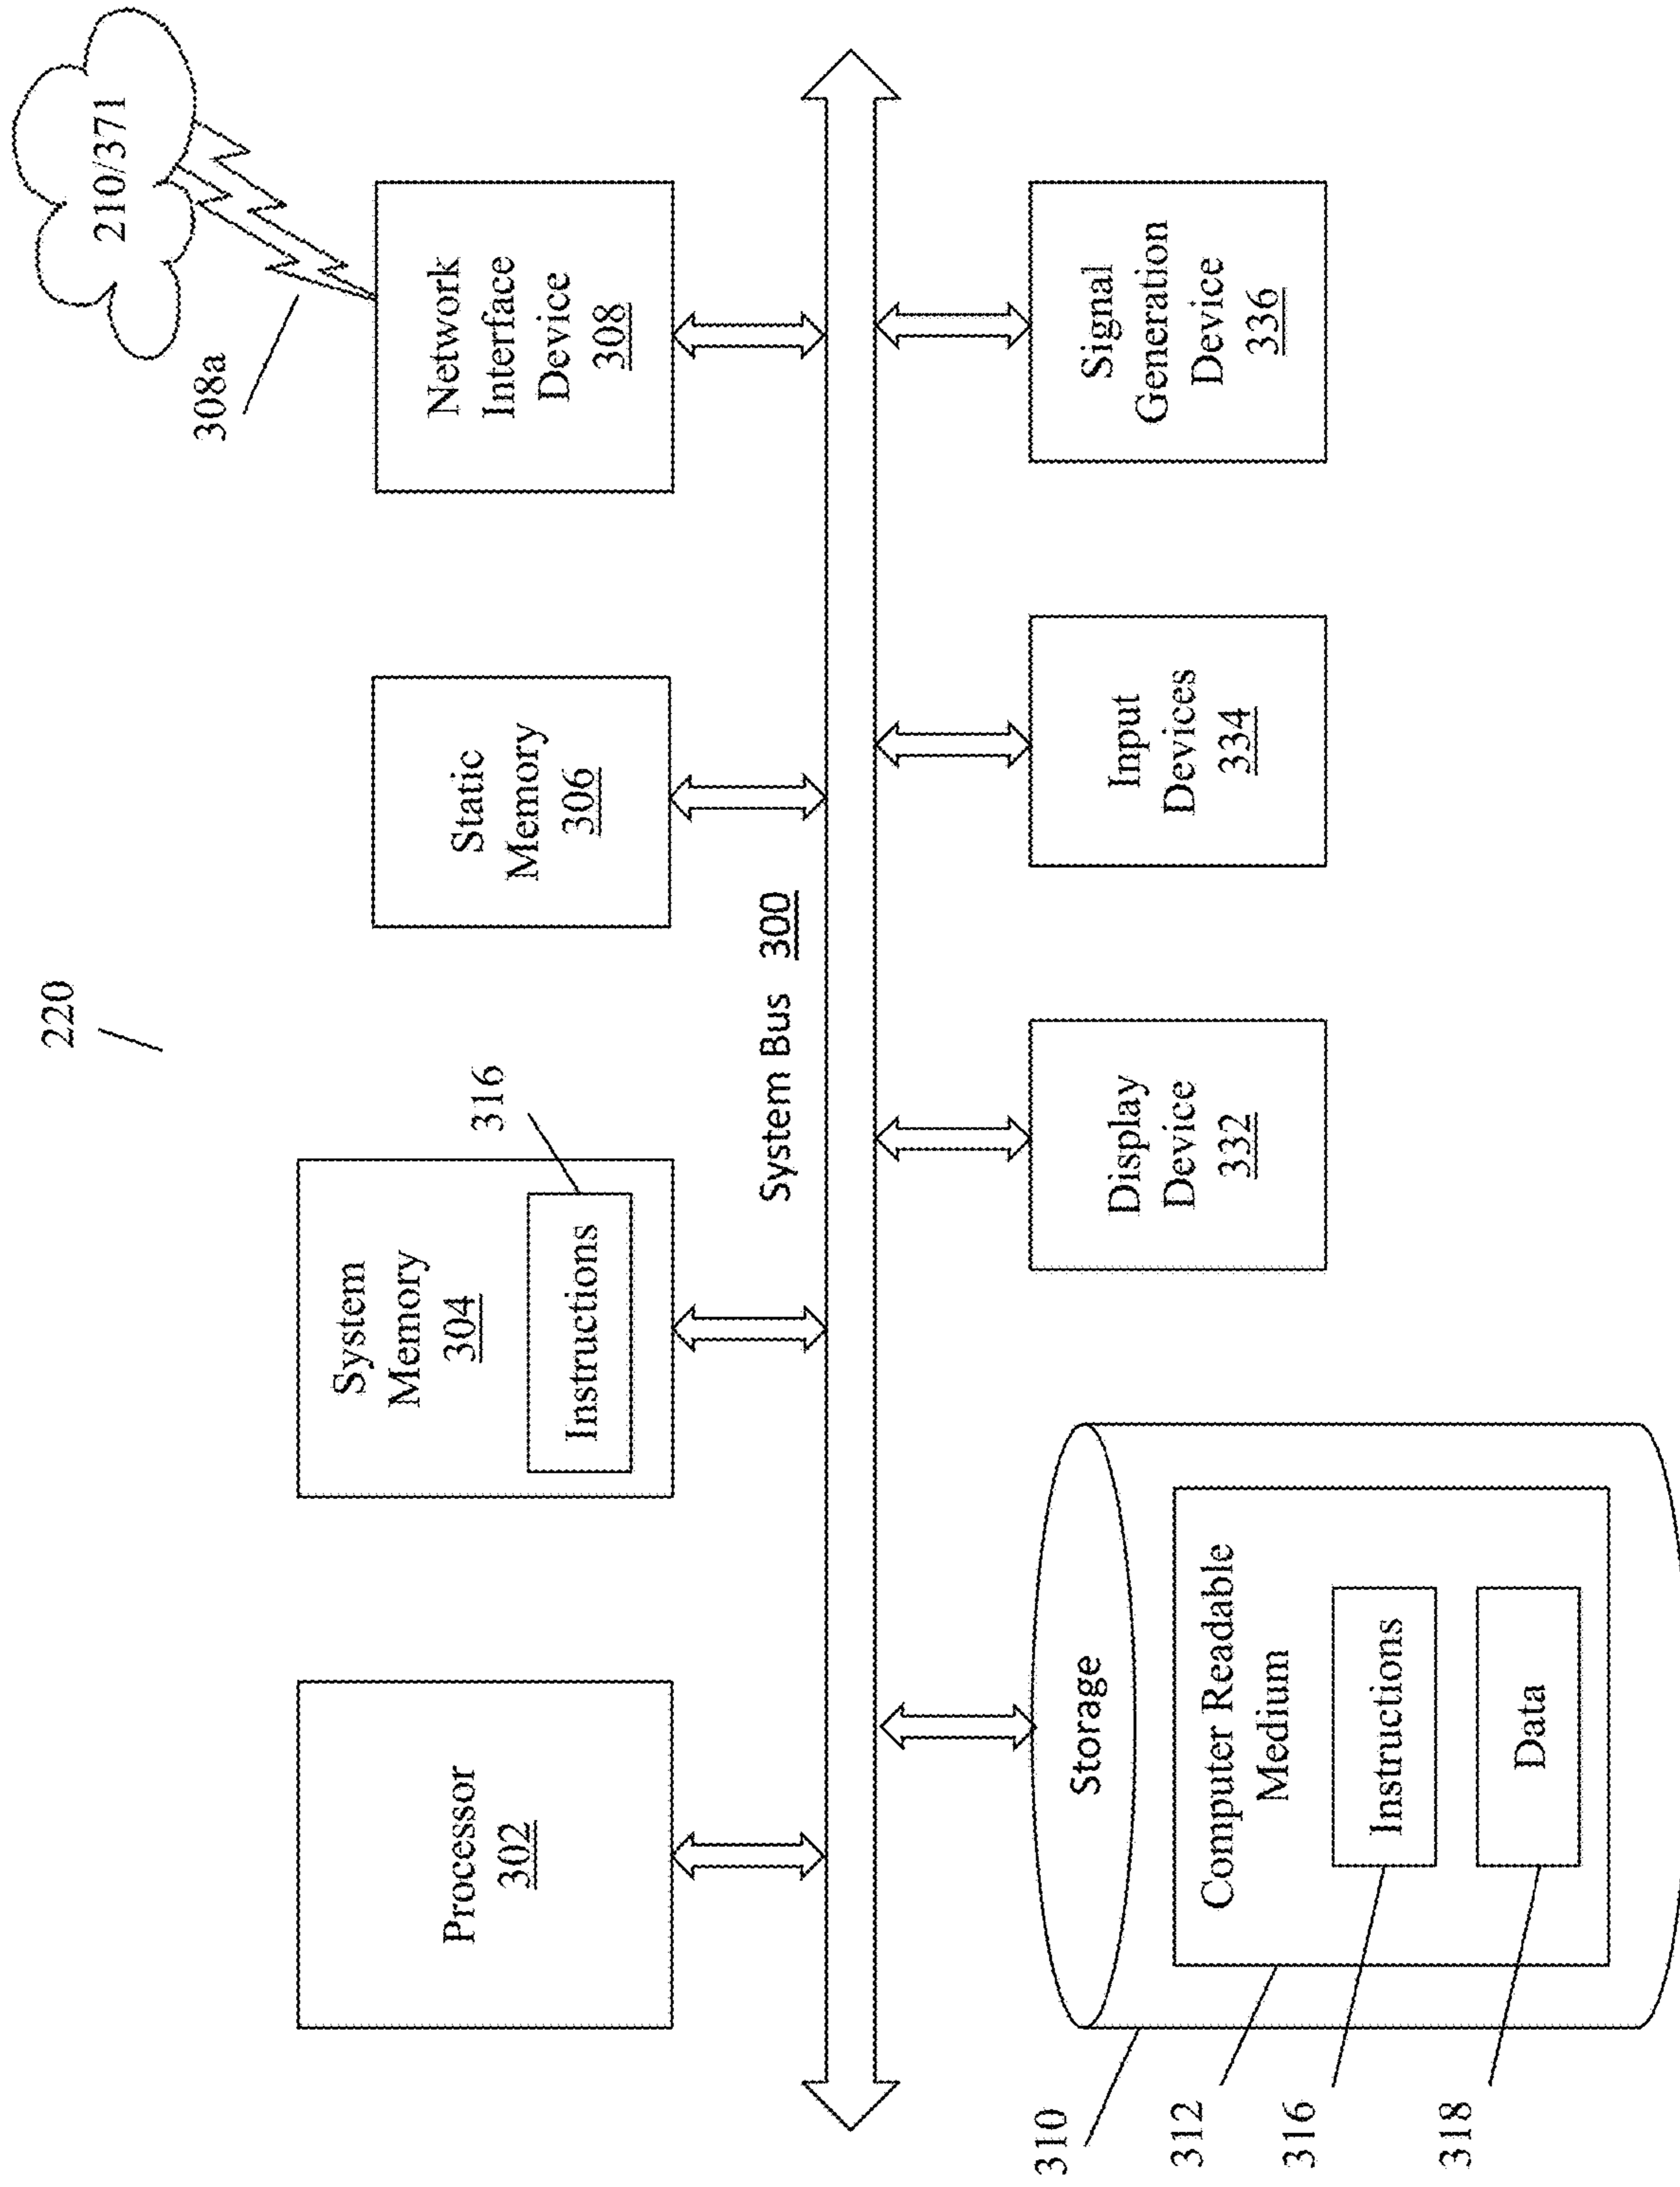 220
210/371
308a
Processor
302
System
Memory
304
Instructions
316
Static
Memory
306
Network
Interface
Device
308
System Bus 300
Storage
Computer Readable
Medium
Instructions
Data
310
312
316
318
Display
Device
332
Input
Devices
334
Signal
Generation
Device
336